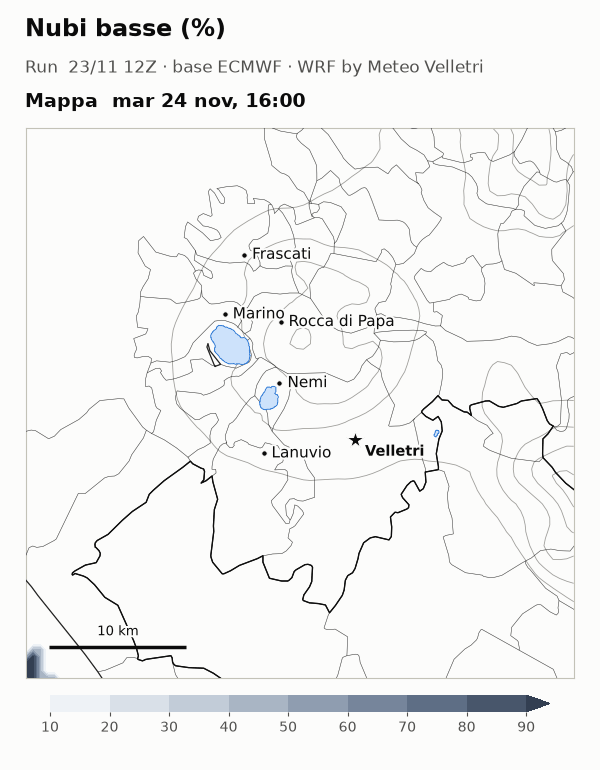 Nubi basse (%)
Run  23/11 12Z · base ECMWF · WRF by Meteo Velletri
Mappa  mar 24 nov, 16:00
Frascati
Marino
Rocca di Papa
Nemi
Velletri
Lanuvio
10 km
10 20 30 40 50 60 70 80 90